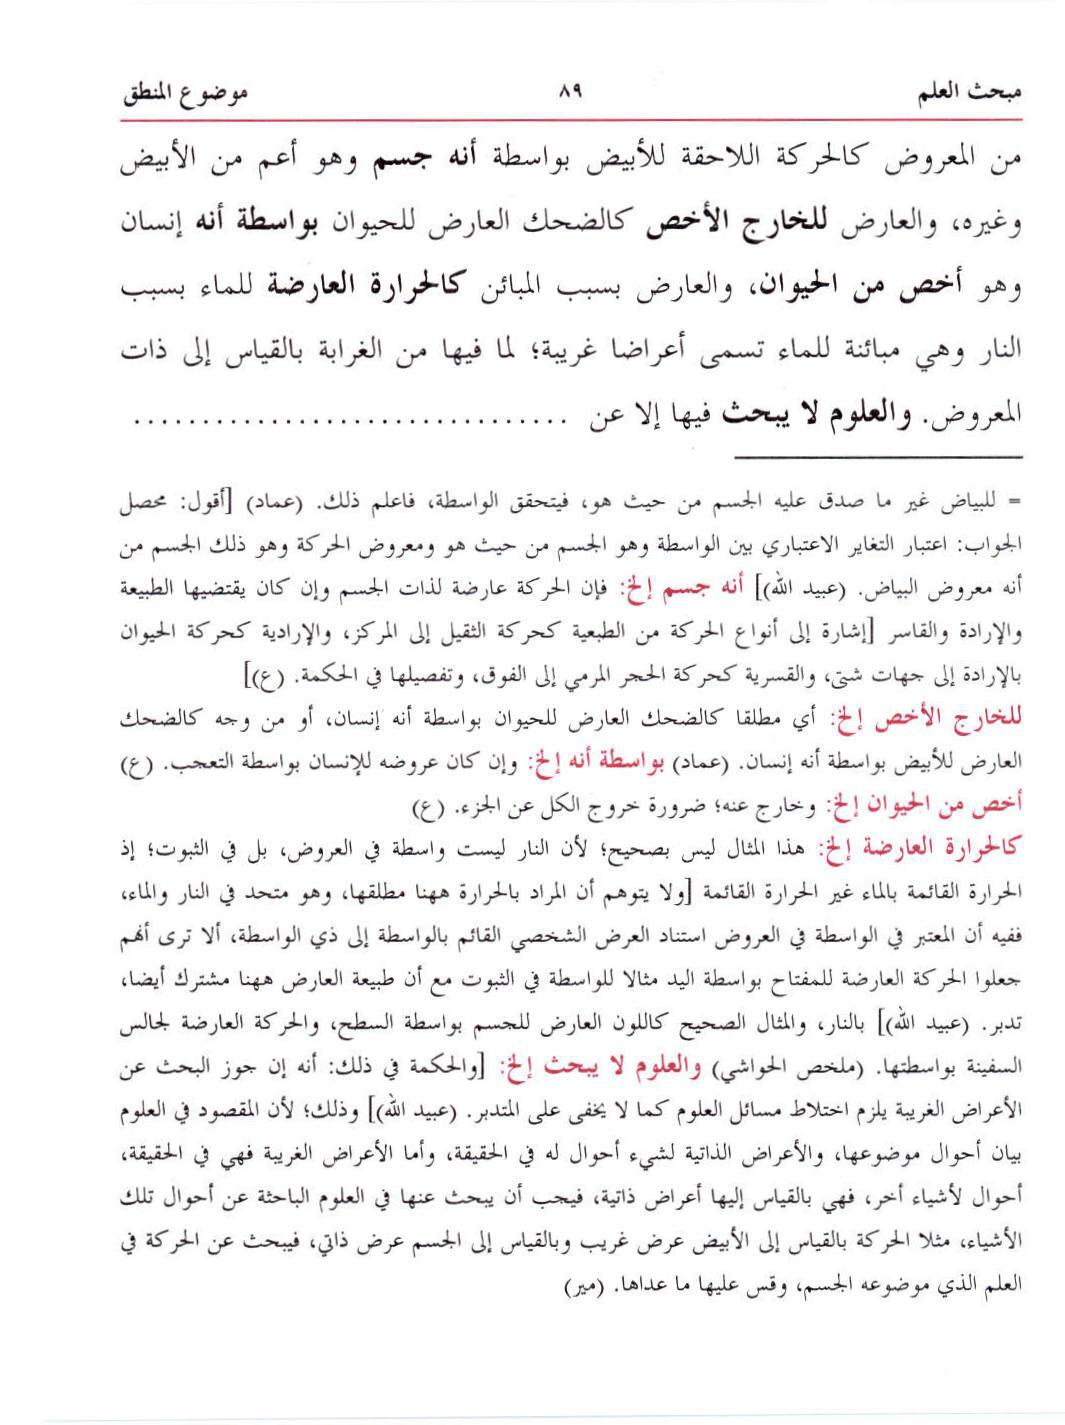 مبحث العلم ٨٩ موضوع المنطق
من المعروض كالحركة اللاحقة للأبيض بواسطة أنه جسم وهو أعم من الأبيض
وغيره، والعارض للخارج الأخص كالضحك العارض للحيوان بواسطة أنه إنسان
وهو أخص من الحيوان، والعارض بسبب المبائن كالحرارة العارضة للماء بسبب
النار وهي مبائنة للماء تسمى أعراضا غريبة؛ لما فيها من الغرابة بالقياس إلى ذات
المعروض. والعلوم لا يبحث فيها إلا عن ................................
= للبياض غير ما صدق عليه الجسم من حيث هو، فيتحقق الواسطة، فاعلم ذلك. (عماد) [أقول: محصل
الجواب: اعتبار التغاير الاعتباري بين الواسطة وهو الجسم من حيث هو ومعروض الحركة وهو ذلك الجسم من
أنه معروض البياض. (عبيد الله)] أنه جسم إلخ: فإن الحركة عارضة لذات الجسم وإن كان يقتضيها الطبيعة
والإرادة والقاسر [إشارة إلى أنواع الحركة من الطبعية كحركة الثقيل إلى المركز، والإرادية كحركة الحيوان
بالإرادة إلى جهات شتى، والقسرية كحركة الحجر المرمي إلى الفوق، وتفصيلها في الحكمة. (ع)]
للخارج الأخص إلخ: أي مطلقا كالضحك العارض للحيوان بواسطة أنه إنسان، أو من وجه كالضحك
العارض للأبيض بواسطة أنه إنسان. (عماد) بواسطة أنه إلخ: وإن كان عروضه للإنسان بواسطة التعجب. (ع)
أخص من الحيوان إلخ: وخارج عنه؛ ضرورة خروج الكل عن الجزء. (ع)
كالحرارة العارضة إلخ: هذا المثال ليس بصحيح؛ لأن النار ليست واسطة في العروض، بل في الثبوت؛ إذ
الحرارة القائمة بالماء غير الحرارة القائمة [ولا يتوهم أن المراد بالحرارة ههنا مطلقها، وهو متحد في النار والماء،
ففيه أن المعتبر في الواسطة في العروض استناد العرض الشخصي القائم بالواسطة إلى ذي الواسطة، ألا ترى أنهم
جعلوا الحركة العارضة للمفتاح بواسطة اليد مثالا للواسطة في الثبوت مع أن طبيعة العارض ههنا مشترك أيضا،
تدبر. (عبيد الله)] بالنار، والمثال الصحيح كاللون العارض للجسم بواسطة السطح، والحركة العارضة لجالس
السفينة بواسطتها. (ملخص الحواشي) والعلوم لا يبحث إلخ: [والحكمة في ذلك: أنه إن جوز البحث عن
الأعراض الغريبة يلزم اختلاط مسائل العلوم كما لا يخفى على المتدبر. (عبيد الله)] وذلك؛ لأن المقصود في العلوم
بيان أحوال موضوعها، والأعراض الذاتية لشيء أحوال له في الحقيقة، وأما الأعراض الغريبة فهي في الحقيقة،
أحوال لأشياء أخر، فهي بالقياس إليها أعراض ذاتية، فيجب أن يبحث عنها في العلوم الباحثة عن أحوال تلك
الأشياء، مثلا الحركة بالقياس إلى الأبيض عرض غريب وبالقياس إلى الجسم عرض ذاتي، فيبحث عن الحركة في
العلم الذي موضوعه الجسم، وقس عليها ما عداها. (مير)